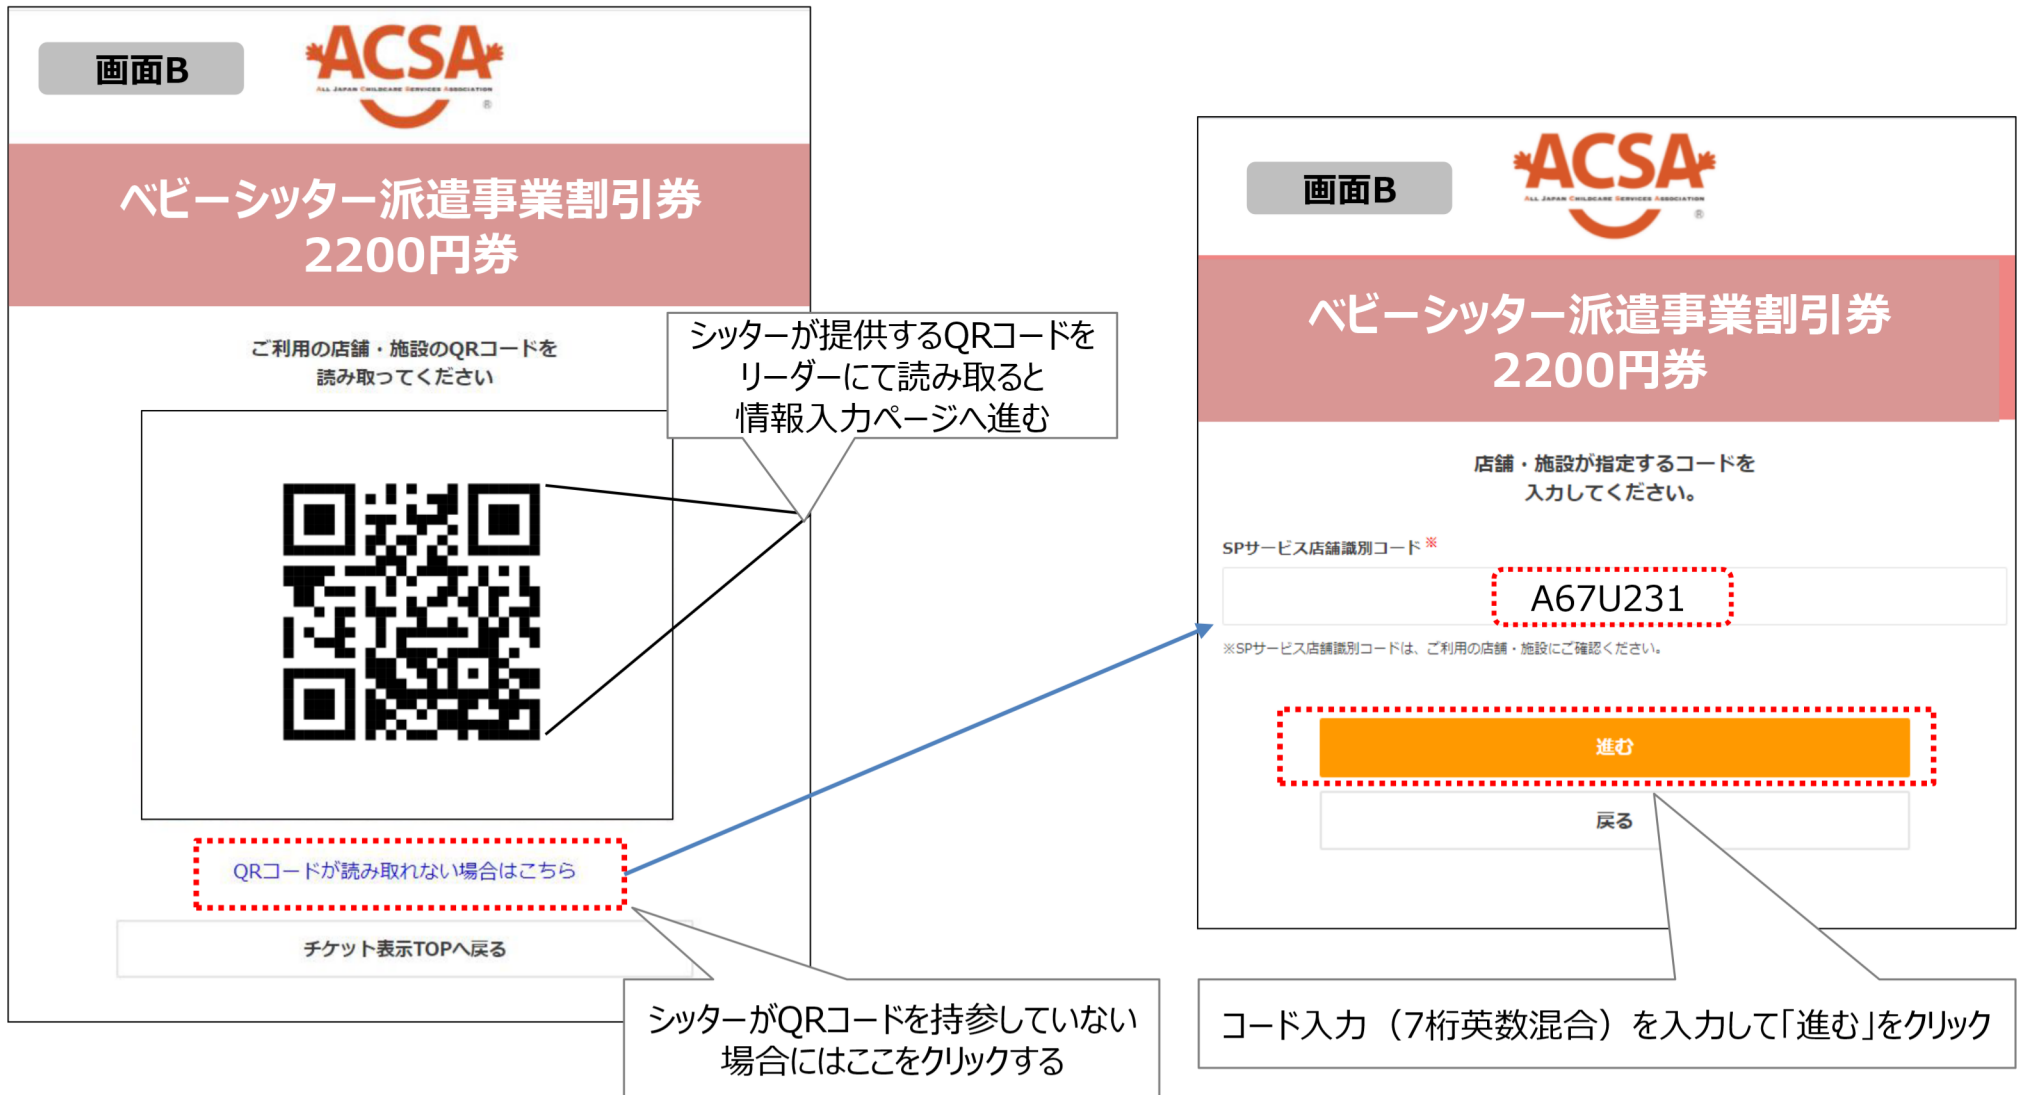 画面B
ACSA
ALL JAPAN CHILDCARE SERVICES ASSOCIATION
®
ベビーシッター派遣事業割引券
2200円券
ご利用の店舗・施設のQRコードを
読み取ってください
シッターが提供するQRコードを
リーダーにて読み取ると
情報入力ページへ進む
QRコードが読み取れない場合はこちら
チケット表示TOPへ戻る
シッターがQRコードを持参していない
場合にはここをクリックする
画面B
ACSA
ALL JAPAN CHILDCARE SERVICES ASSOCIATION
®
ベビーシッター派遣事業割引券
2200円券
店舗・施設が指定するコードを
入力してください。
SPサービス店舗識別コード※
A67U231
※SPサービス店舗識別コードは、ご利用の店舗・施設にご確認ください。
進む
戻る
コード入力（7桁英数混合）を入力して「進む」をクリック